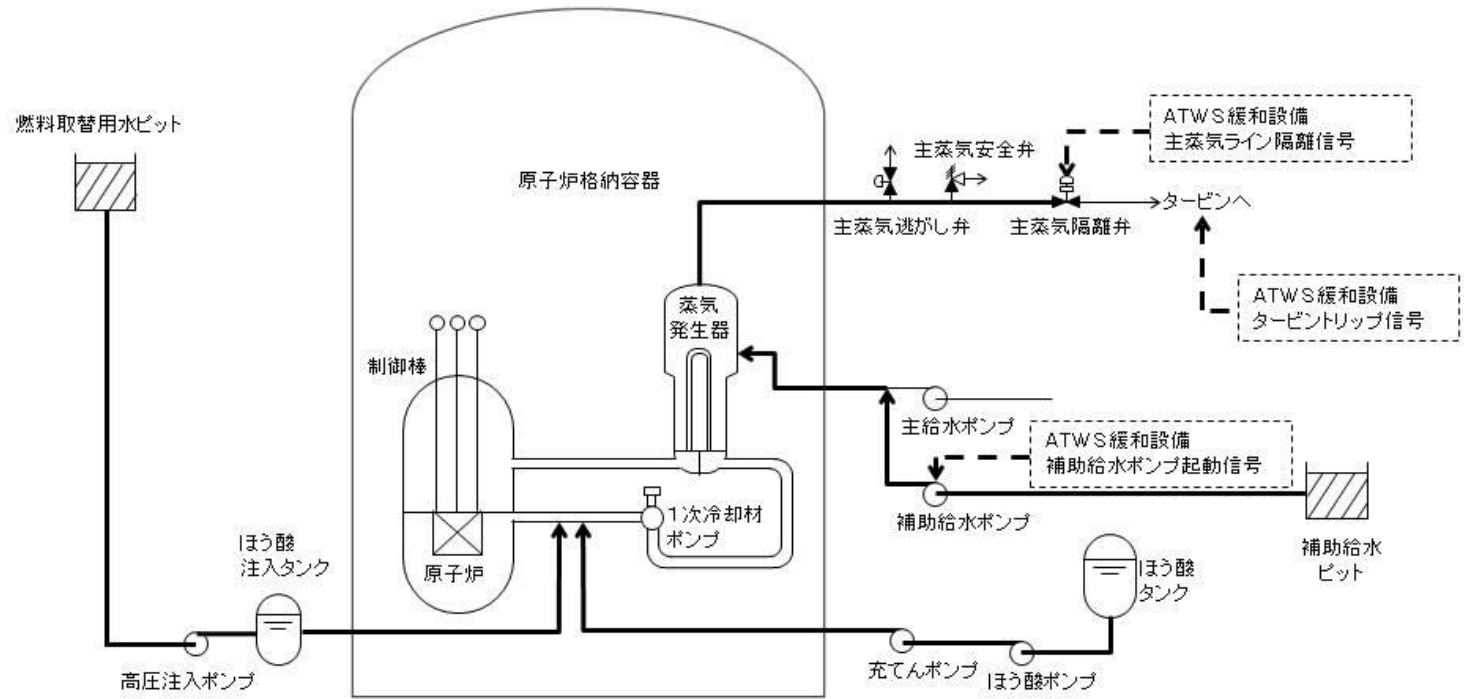 燃料取替用水ピット
原子炉格納容器
主蒸気安全弁
主蒸気逃がし弁
主蒸気隔離弁
タービンへ
ATWS緩和設備
主蒸気ライン隔離信号
ATWS緩和設備
タービントリップ信号
蒸気
発生器
制御棒
主給水ポンプ
ATWS緩和設備
補助給水ポンプ起動信号
補助給水ポンプ
補助給水
ピット
1次冷却材
ポンプ
原子炉
ほう酸
注入タンク
高圧注入ポンプ
ほう酸
タンク
充てんポンプ
ほう酸ポンプ